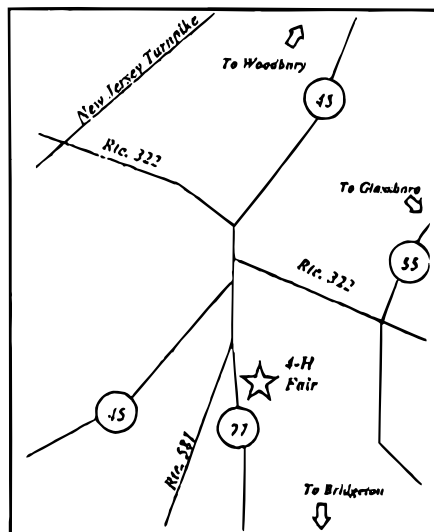 To Woodbury
New Jersey Turnpike
45
Rte. 322
To Glassboro
55
Rte. 322
4-H
Fair
45
77
Rte. 581
To Bridgeton